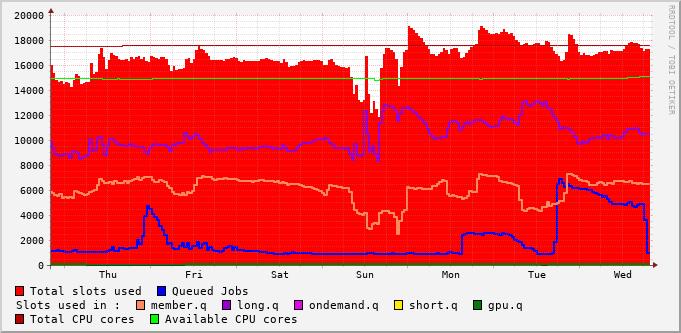 RRDTOOL / TOBI OETIKER
20000
18000
16000
14000
12000
10000
8000
6000
4000
2000
0
Thu Fri Sat Sun Mon Tue Wed
Total slots used Queued Jobs
Slots used in : member.q long.q ondemand.q short.q gpu.q
Total CPU cores Available CPU cores